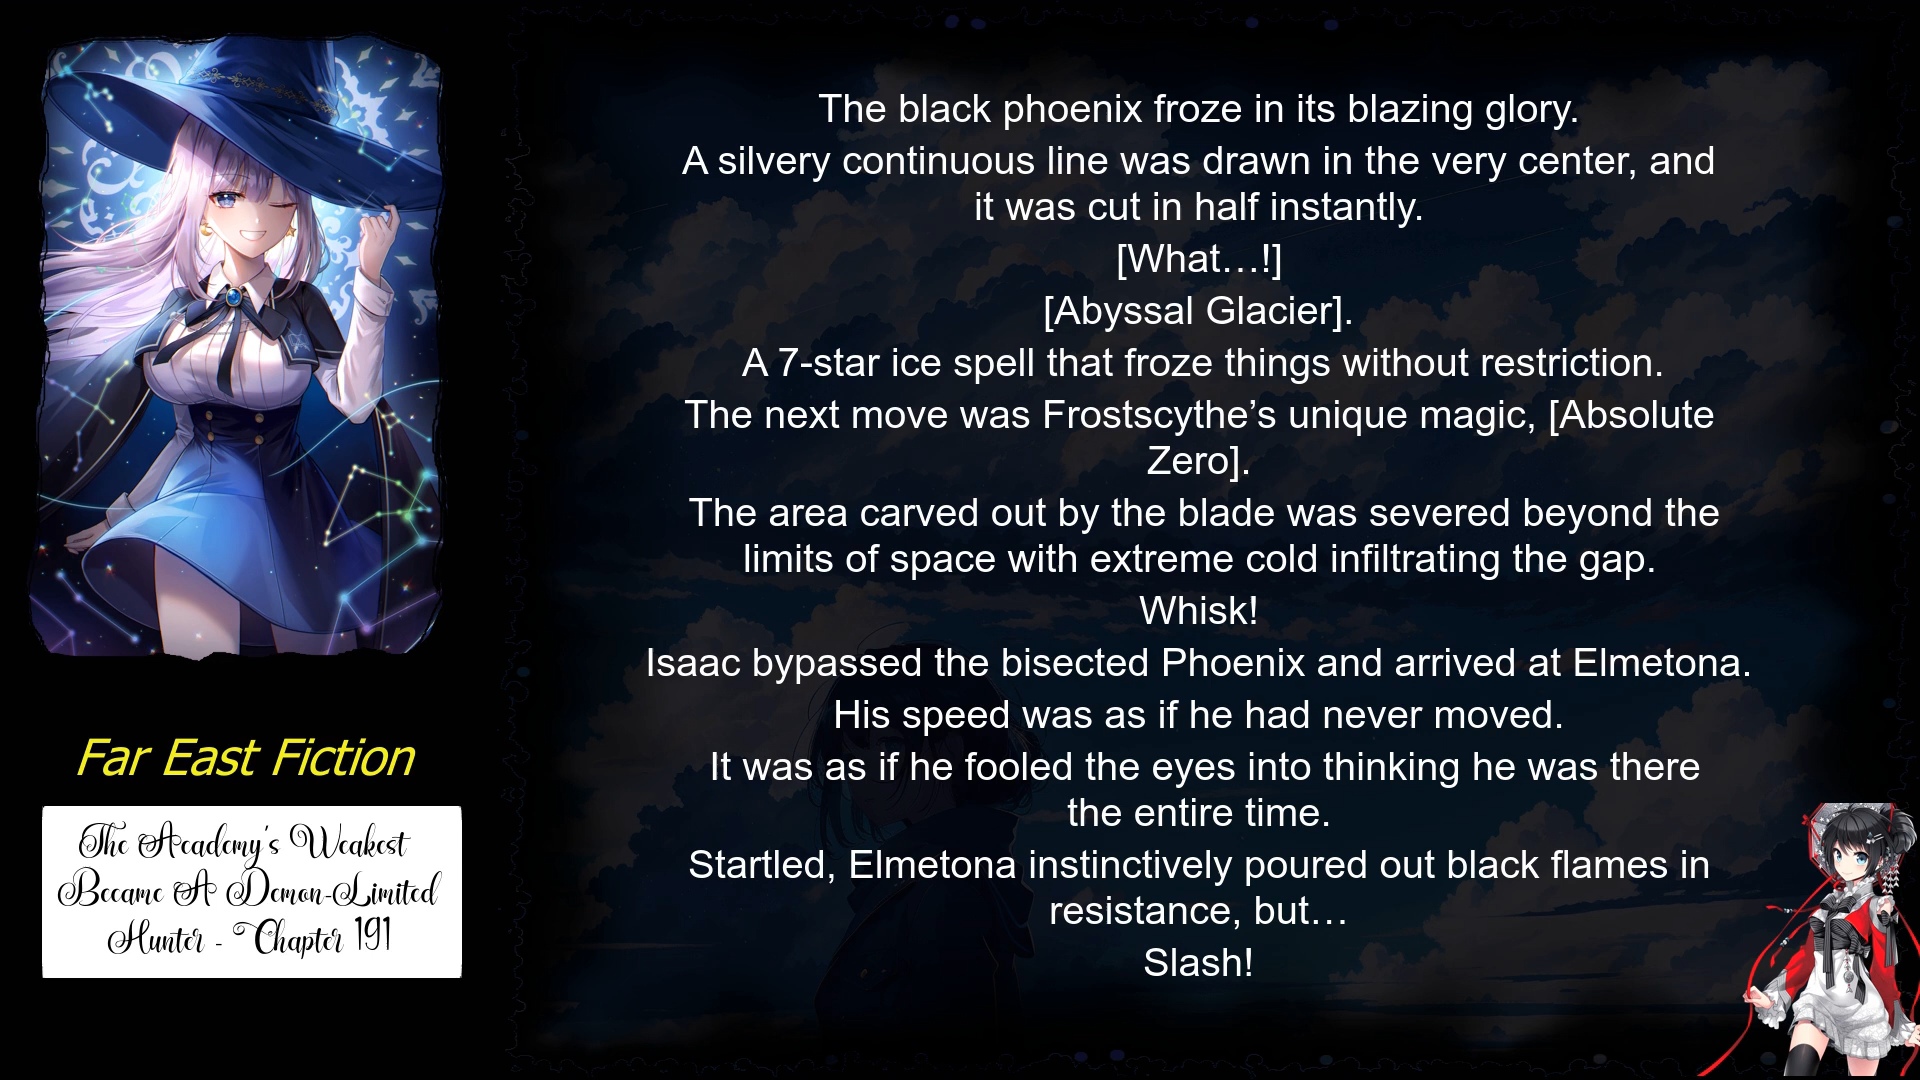 The black phoenix froze in its blazing glory.
A silvery continuous line was drawn in the very center, and
it was cut in half instantly.
[What…!]
[Abyssal Glacier].
A 7-star ice spell that froze things without restriction.
The next move was Frostscythe’s unique magic, [Absolute
Zero].
The area carved out by the blade was severed beyond the
limits of space with extreme cold infiltrating the gap.
Whisk!
Isaac bypassed the bisected Phoenix and arrived at Elmetona.
His speed was as if he had never moved.
It was as if he fooled the eyes into thinking he was there
the entire time.
Startled, Elmetona instinctively poured out black flames in
resistance, but…
Slash!
Far East Fiction
The Academy's Weakest
Became A Demon-Limited
Hunter - Chapter 191